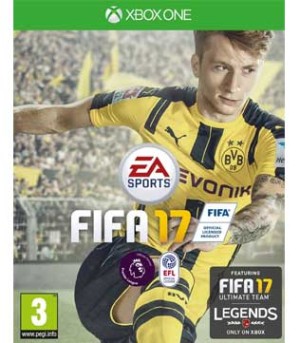 XBOX ONE
BVB
09
EVONIK
EA
SPORTS
FIFA 17
FIFA
OFFICIAL
LICENSED
PRODUCT
EFL
3
www.pegi.info
FEATURING
FIFA 17
ULTIMATE TEAM
LEGENDS
ONLY ON XBOX